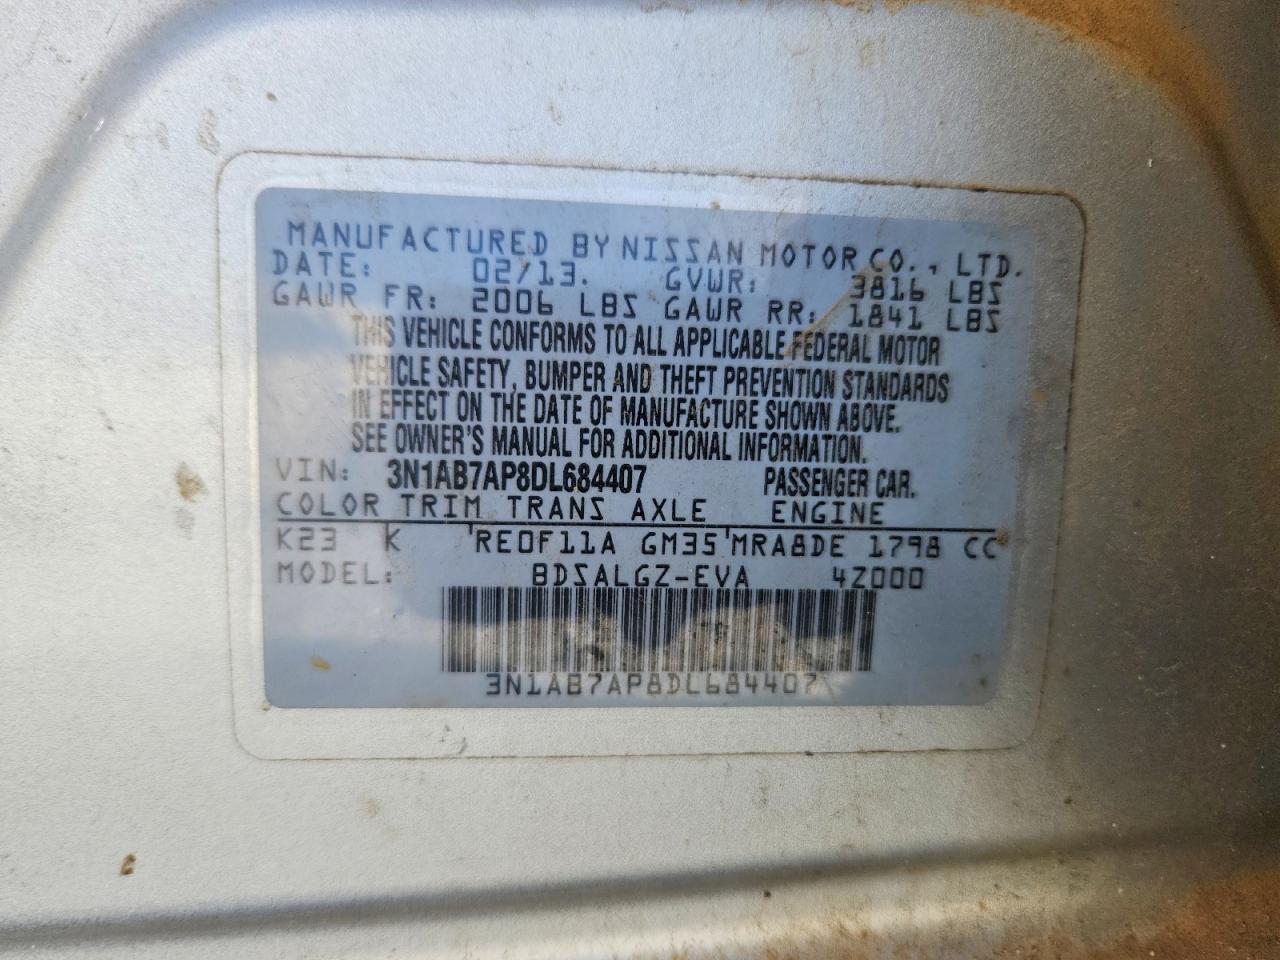 MANUFACTURED BY NISSAN MOTOR CO., LTD.
DATE: 02/13. GVWR: 3816 LBS
GAWR FR: 2006 LBS GAWR RR: 1841 LBS
THIS VEHICLE CONFORMS TO ALL APPLICABLE FEDERAL MOTOR
VEHICLE SAFETY, BUMPER AND THEFT PREVENTION STANDARDS
IN EFFECT ON THE DATE OF MANUFACTURE SHOWN ABOVE.
SEE OWNER'S MANUAL FOR ADDITIONAL INFORMATION.
VIN: 3N1AB7AP8DL684407 PASSENGER CAR.
COLOR TRIM TRANS AXLE ENGINE
K23 K 'RE0F11A GM35'MRA8DE 1798 CC
MODEL: BDSALGZ-EVA 4Z000
3N1AB7AP8DL684407